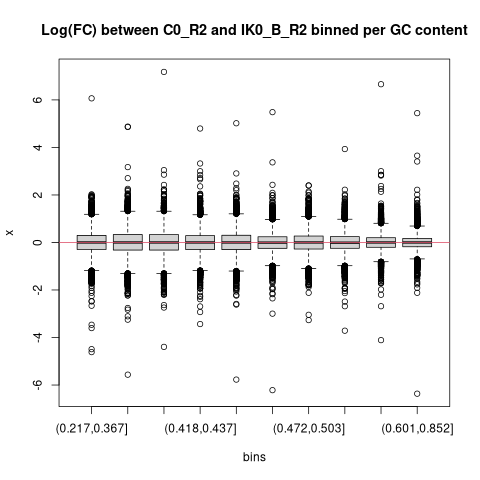 Log(FC) between C0_R2 and IK0_B_R2 binned per GC content
x
6
4
2
0
-2
-4
-6
(0.217,0.367] (0.418,0.437] (0.472,0.503] (0.601,0.852]
bins